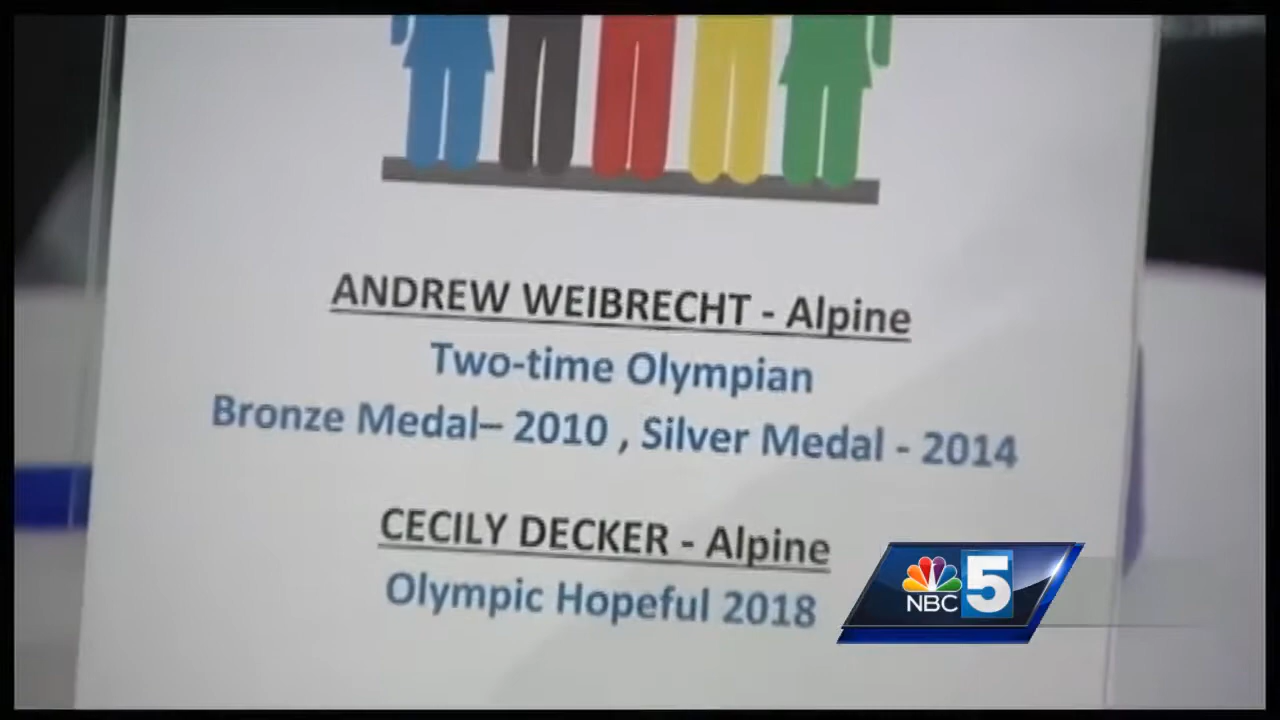 ANDREW WEIBRECHT - Alpine
Two-time Olympian
Bronze Medal– 2010 , Silver Medal - 2014
CECILY DECKER - Alpine
Olympic Hopeful 2018
NBC 5